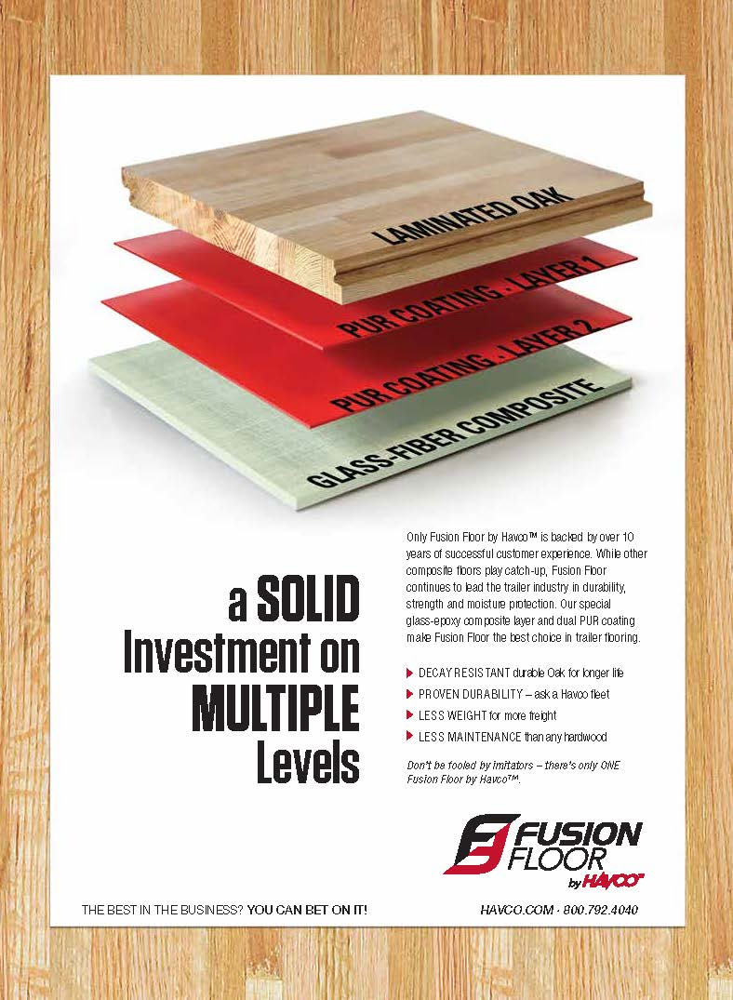 LAMINATED OAK
PUR COATING - LAYER 1
PUR COATING - LAYER 2
GLASS-FIBER COMPOSITE
a SOLID
Investment on
MULTIPLE
Levels
Only Fusion Floor by Havco™ is backed by over 10
years of successful customer experience. While other
composite floors play catch-up, Fusion Floor
continues to lead the trailer industry in durability,
strength and moisture protection. Our special
glass-epoxy composite layer and dual PUR coating
make Fusion Floor the best choice in trailer flooring.
DECAY RESISTANT durable Oak for longer life
PROVEN DURABILITY – ask a Havco fleet
LESS WEIGHT for more freight
LESS MAINTENANCE than any hardwood
Don't be fooled by imitators – there's only ONE
Fusion Floor by Havco™.
FUSION
FLOOR
by HAVCO™
THE BEST IN THE BUSINESS? YOU CAN BET ON IT!
HAVCO.COM · 800.792.4040